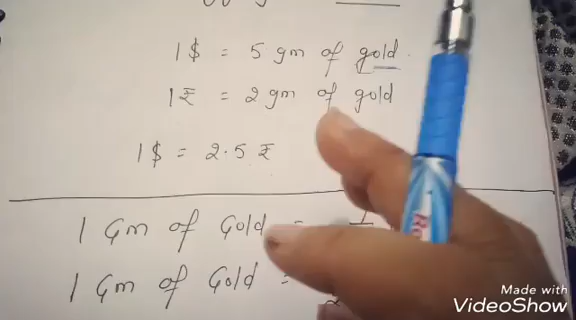 1$ = 5 gm of gold.
1₹ = 2 gm of gold
1$ = 2.5 ₹
1 Gm of Gold = 1
1 Gm of Gold =
Made with
VideoShow